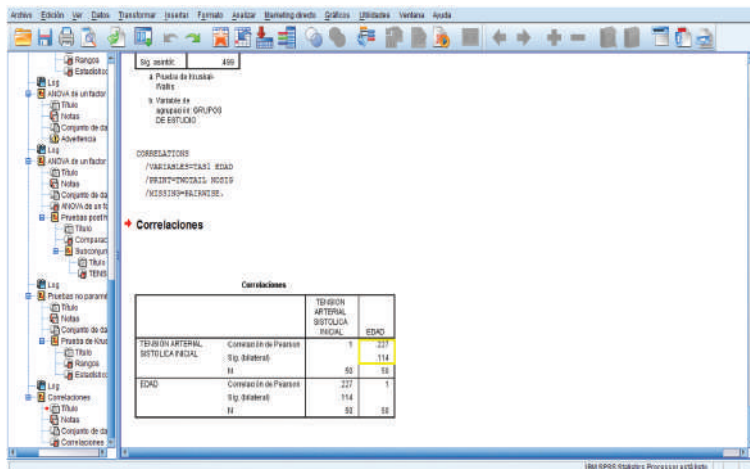 Archivo Edición Ver Datos Transformar Insertar Formato Analizar Marketing directo Gráficos Utilidades Ventana Ayuda
Rangos
Estadístico
Log
ANOVA de un factor
Título
Notas
Conjunto de da
Advertencia
Log
ANOVA de un factor
Título
Notas
Conjunto de da
ANOVA de un fa
Pruebas post h
Título
Comparac
Subconjun
Título
TENS
Log
Pruebas no paramé
Título
Notas
Conjunto de da
Prueba de Krus
Título
Rangos
Estadístico
Log
Correlaciones
Título
Notas
Conjunto de da
Correlaciones
Sig. asintót. .499
a. Prueba de Kruskal-
Wallis
b. Variable de
agrupación: GRUPOS
DE ESTUDIO
CORRELATIONS
/VARIABLES=TASI EDAD
/PRINT=TWOTAIL NOSIG
/MISSING=PAIRWISE.
Correlaciones
Correlaciones
TENSION
ARTERIAL
SISTOLICA
INICIAL EDAD
TENSION ARTERIAL Correlación de Pearson 1 .227
SISTOLICA INICIAL Sig. (bilateral) .114
N 50 50
EDAD Correlación de Pearson .227 1
Sig. (bilateral) .114
N 50 50
IBM SPSS Statistics Processor está listo